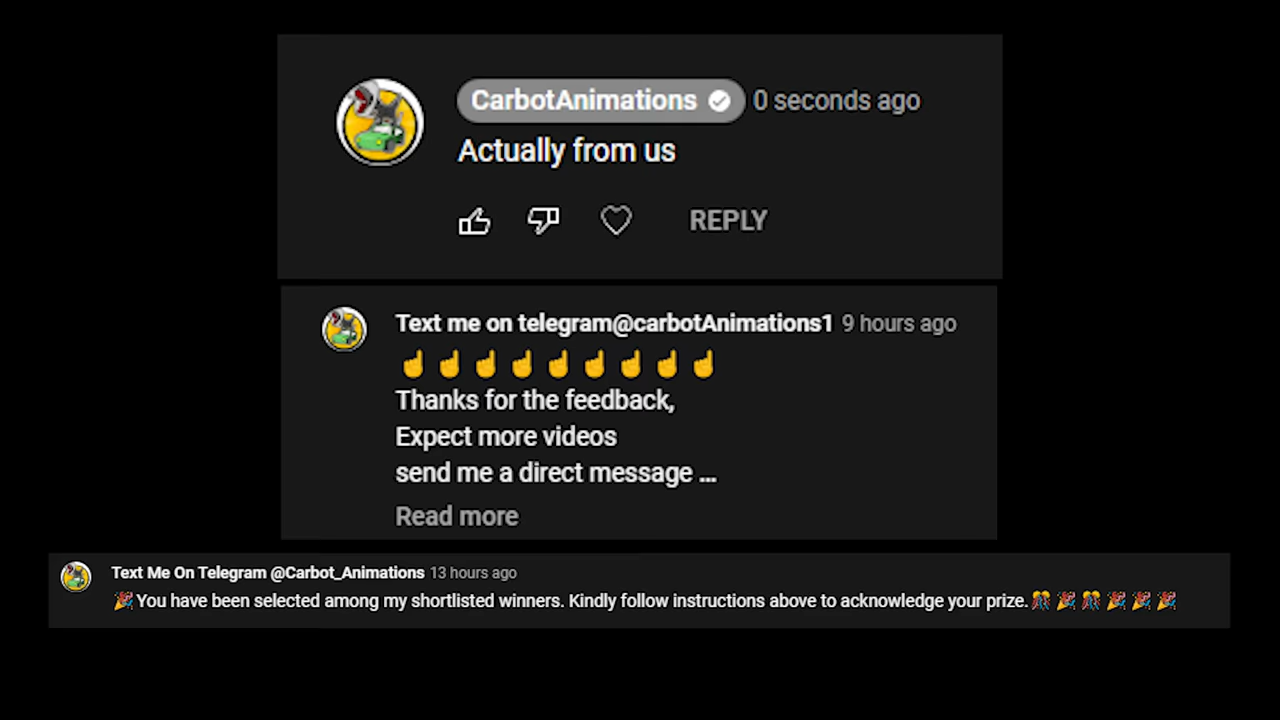 CarbotAnimations 0 seconds ago
Actually from us
REPLY
Text me on telegram@carbotAnimations1 9 hours ago
☝☝☝☝☝☝☝☝☝
Thanks for the feedback,
Expect more videos
send me a direct message ...
Read more
Text Me On Telegram @Carbot_Animations 13 hours ago
🎉You have been selected among my shortlisted winners. Kindly follow instructions above to acknowledge your prize.🎊🎉🎊🎉🎉🎉